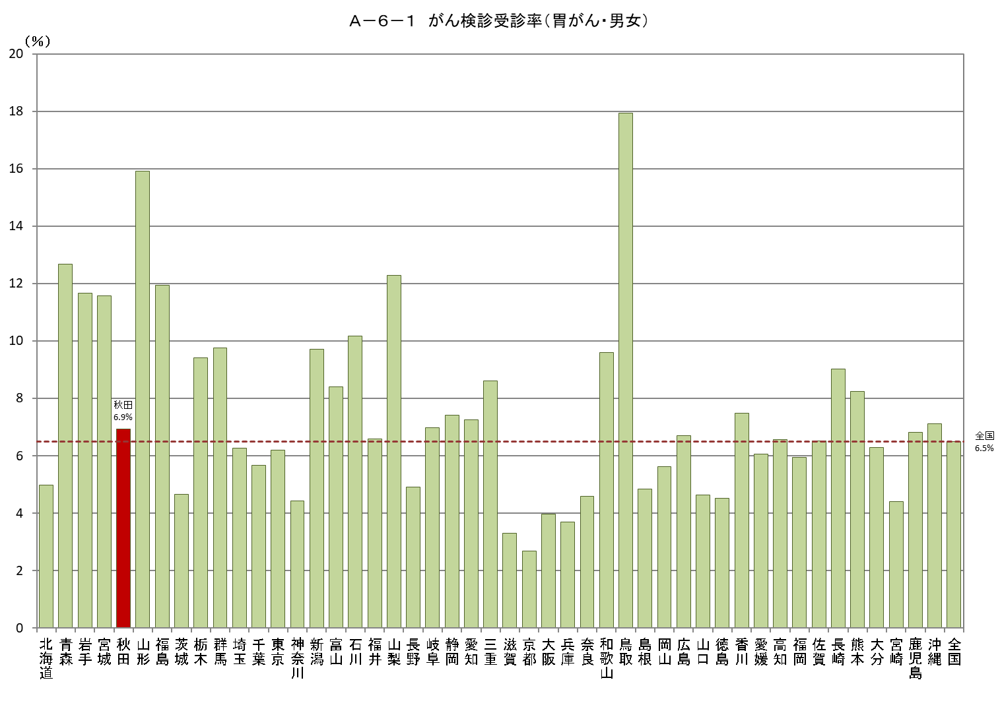 Ａ－６－１　がん検診受診率（胃がん・男女）
（％）
20
18
16
14
12
10
8
6
4
2
0
秋田
6.9%
全国
6.5%
北海道
青森
岩手
宮城
秋田
山形
福島
茨城
栃木
群馬
埼玉
千葉
東京
神奈川
新潟
富山
石川
福井
山梨
長野
岐阜
静岡
愛知
三重
滋賀
京都
大阪
兵庫
奈良
和歌山
鳥取
島根
岡山
広島
山口
徳島
香川
愛媛
高知
福岡
佐賀
長崎
熊本
大分
宮崎
鹿児島
沖縄
全国